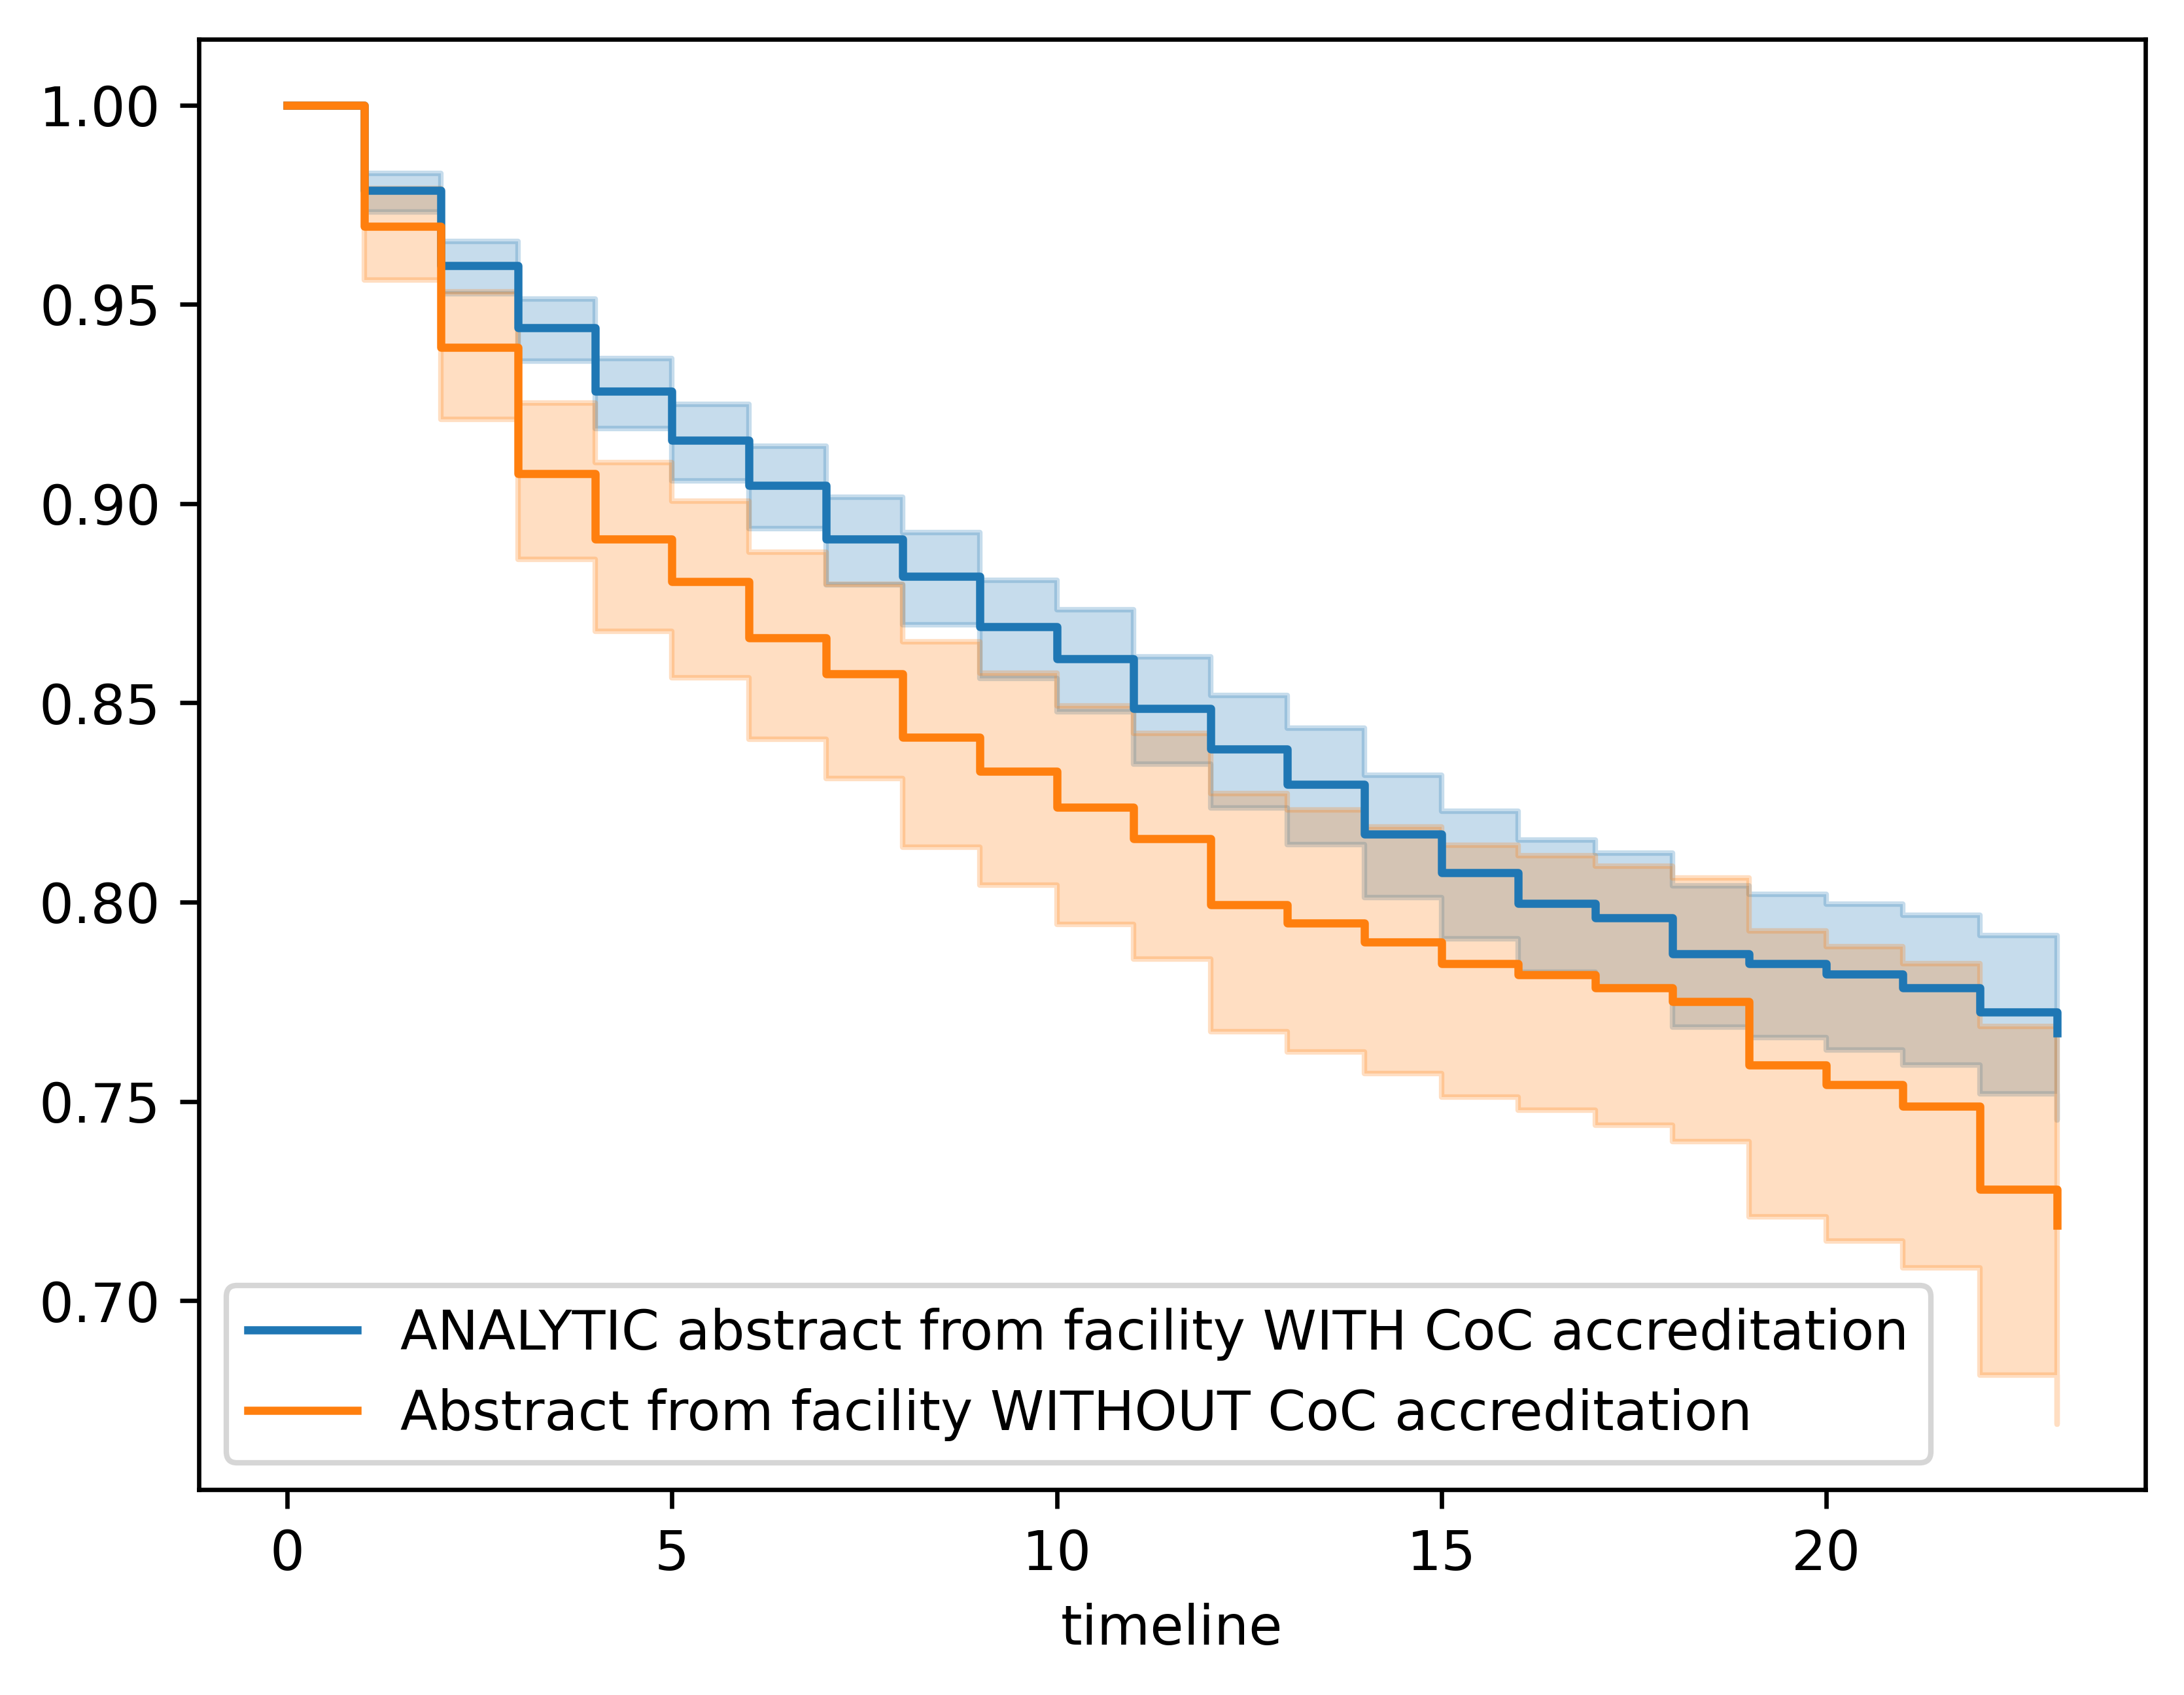 1.00
0.95
0.90
0.85
0.80
0.75
0.70
ANALYTIC abstract from facility WITH CoC accreditation
Abstract from facility WITHOUT CoC accreditation
0 5 10 15 20
timeline